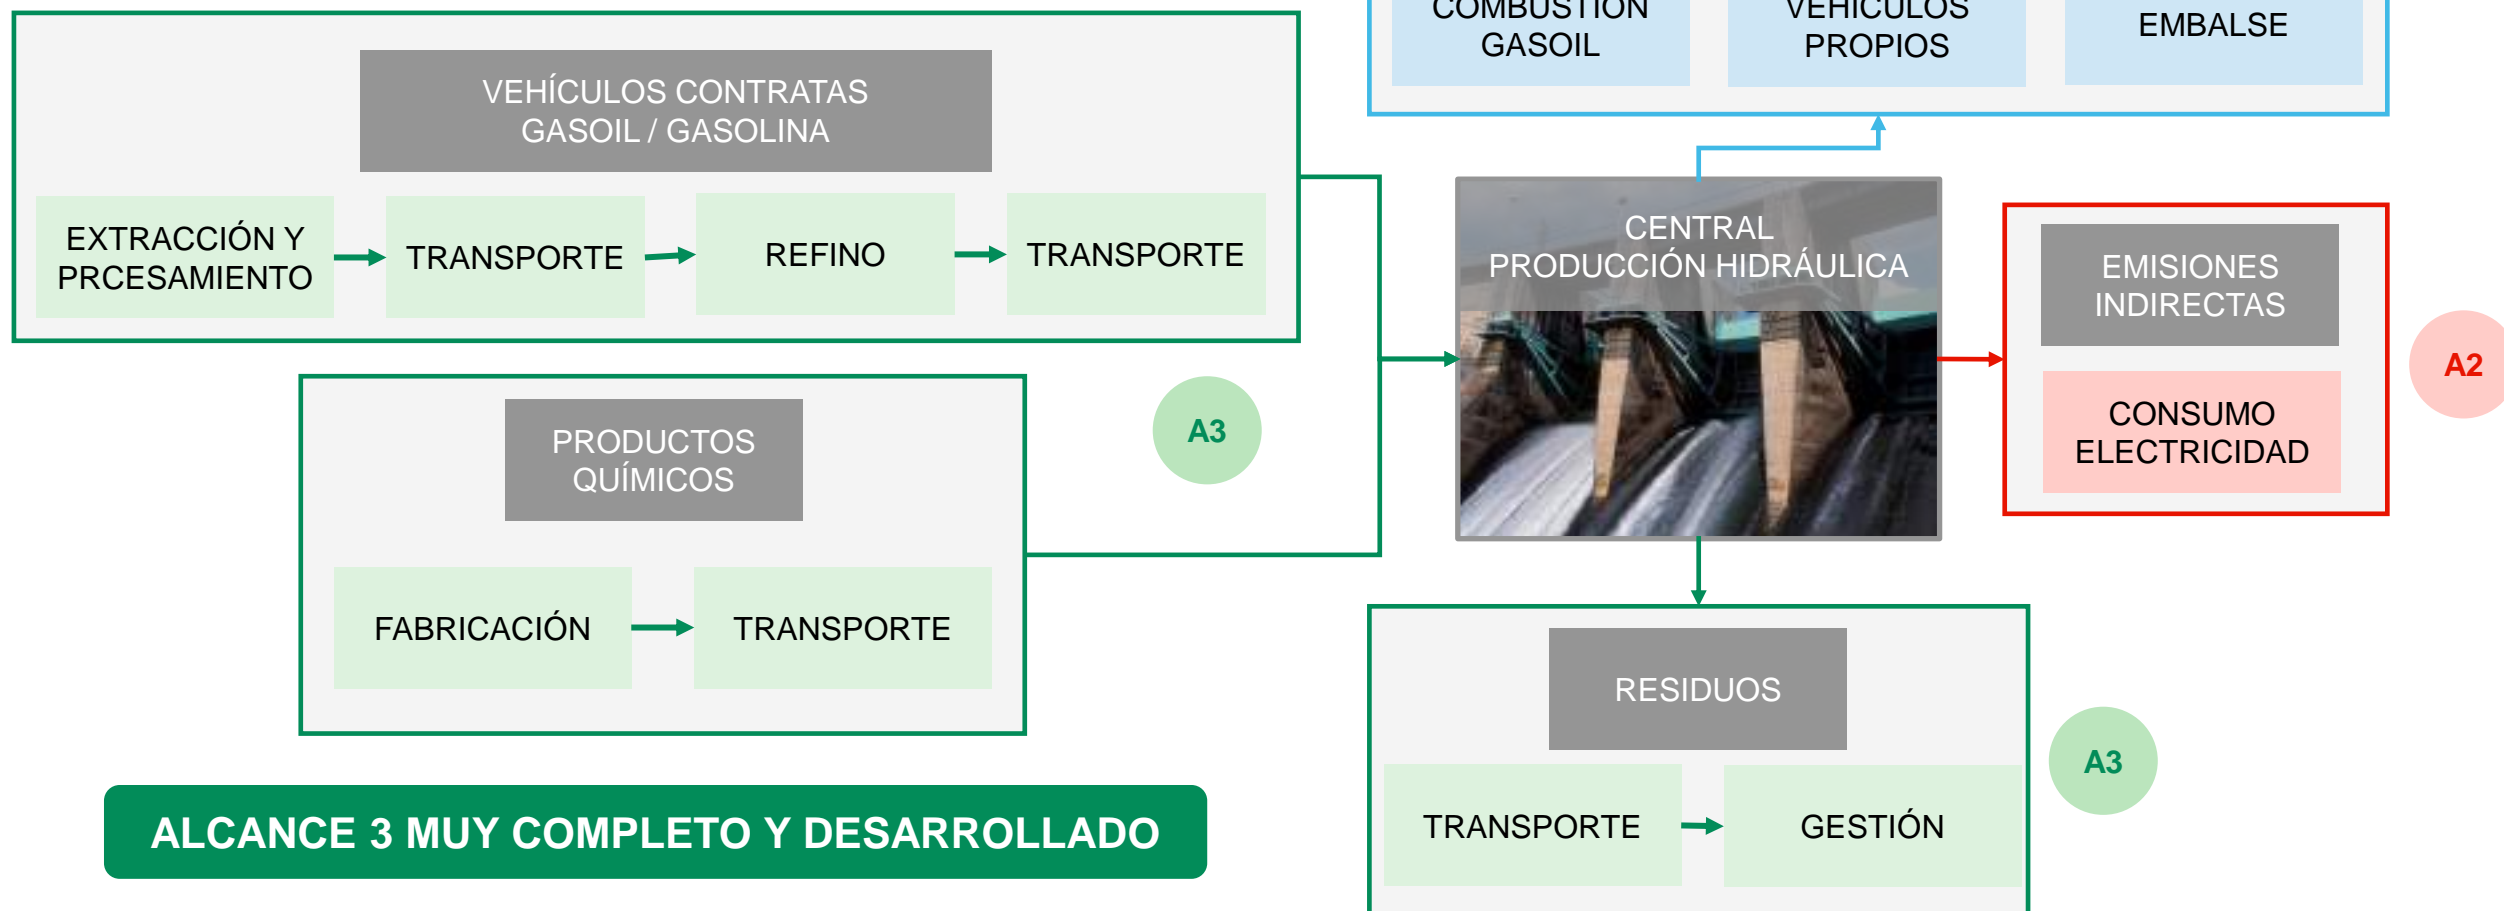 COMBUSTIÓN
GASOIL
VEHÍCULOS
PROPIOS
EMBALSE
VEHÍCULOS CONTRATAS
GASOIL / GASOLINA
EXTRACCIÓN Y
PRCESAMIENTO
TRANSPORTE
REFINO
TRANSPORTE
CENTRAL
PRODUCCIÓN HIDRÁULICA
EMISIONES
INDIRECTAS
CONSUMO
ELECTRICIDAD
A2
A3
PRODUCTOS
QUÍMICOS
FABRICACIÓN
TRANSPORTE
RESIDUOS
TRANSPORTE
GESTIÓN
A3
ALCANCE 3 MUY COMPLETO Y DESARROLLADO